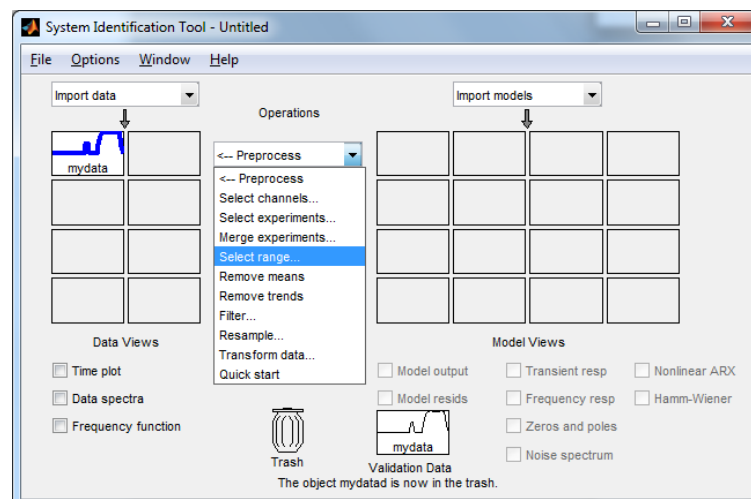 System Identification Tool - Untitled
File Options Window Help
Import data
Import models
Operations
mydata
<-- Preprocess
<-- Preprocess
Select channels...
Select experiments...
Merge experiments...
Select range...
Remove means
Remove trends
Filter...
Resample...
Transform data...
Quick start
Data Views
Time plot
Data spectra
Frequency function
Model Views
Model output
Transient resp
Nonlinear ARX
Model resids
Frequency resp
Hamm-Wiener
Zeros and poles
Noise spectrum
Trash
mydata
Validation Data
The object mydatad is now in the trash.